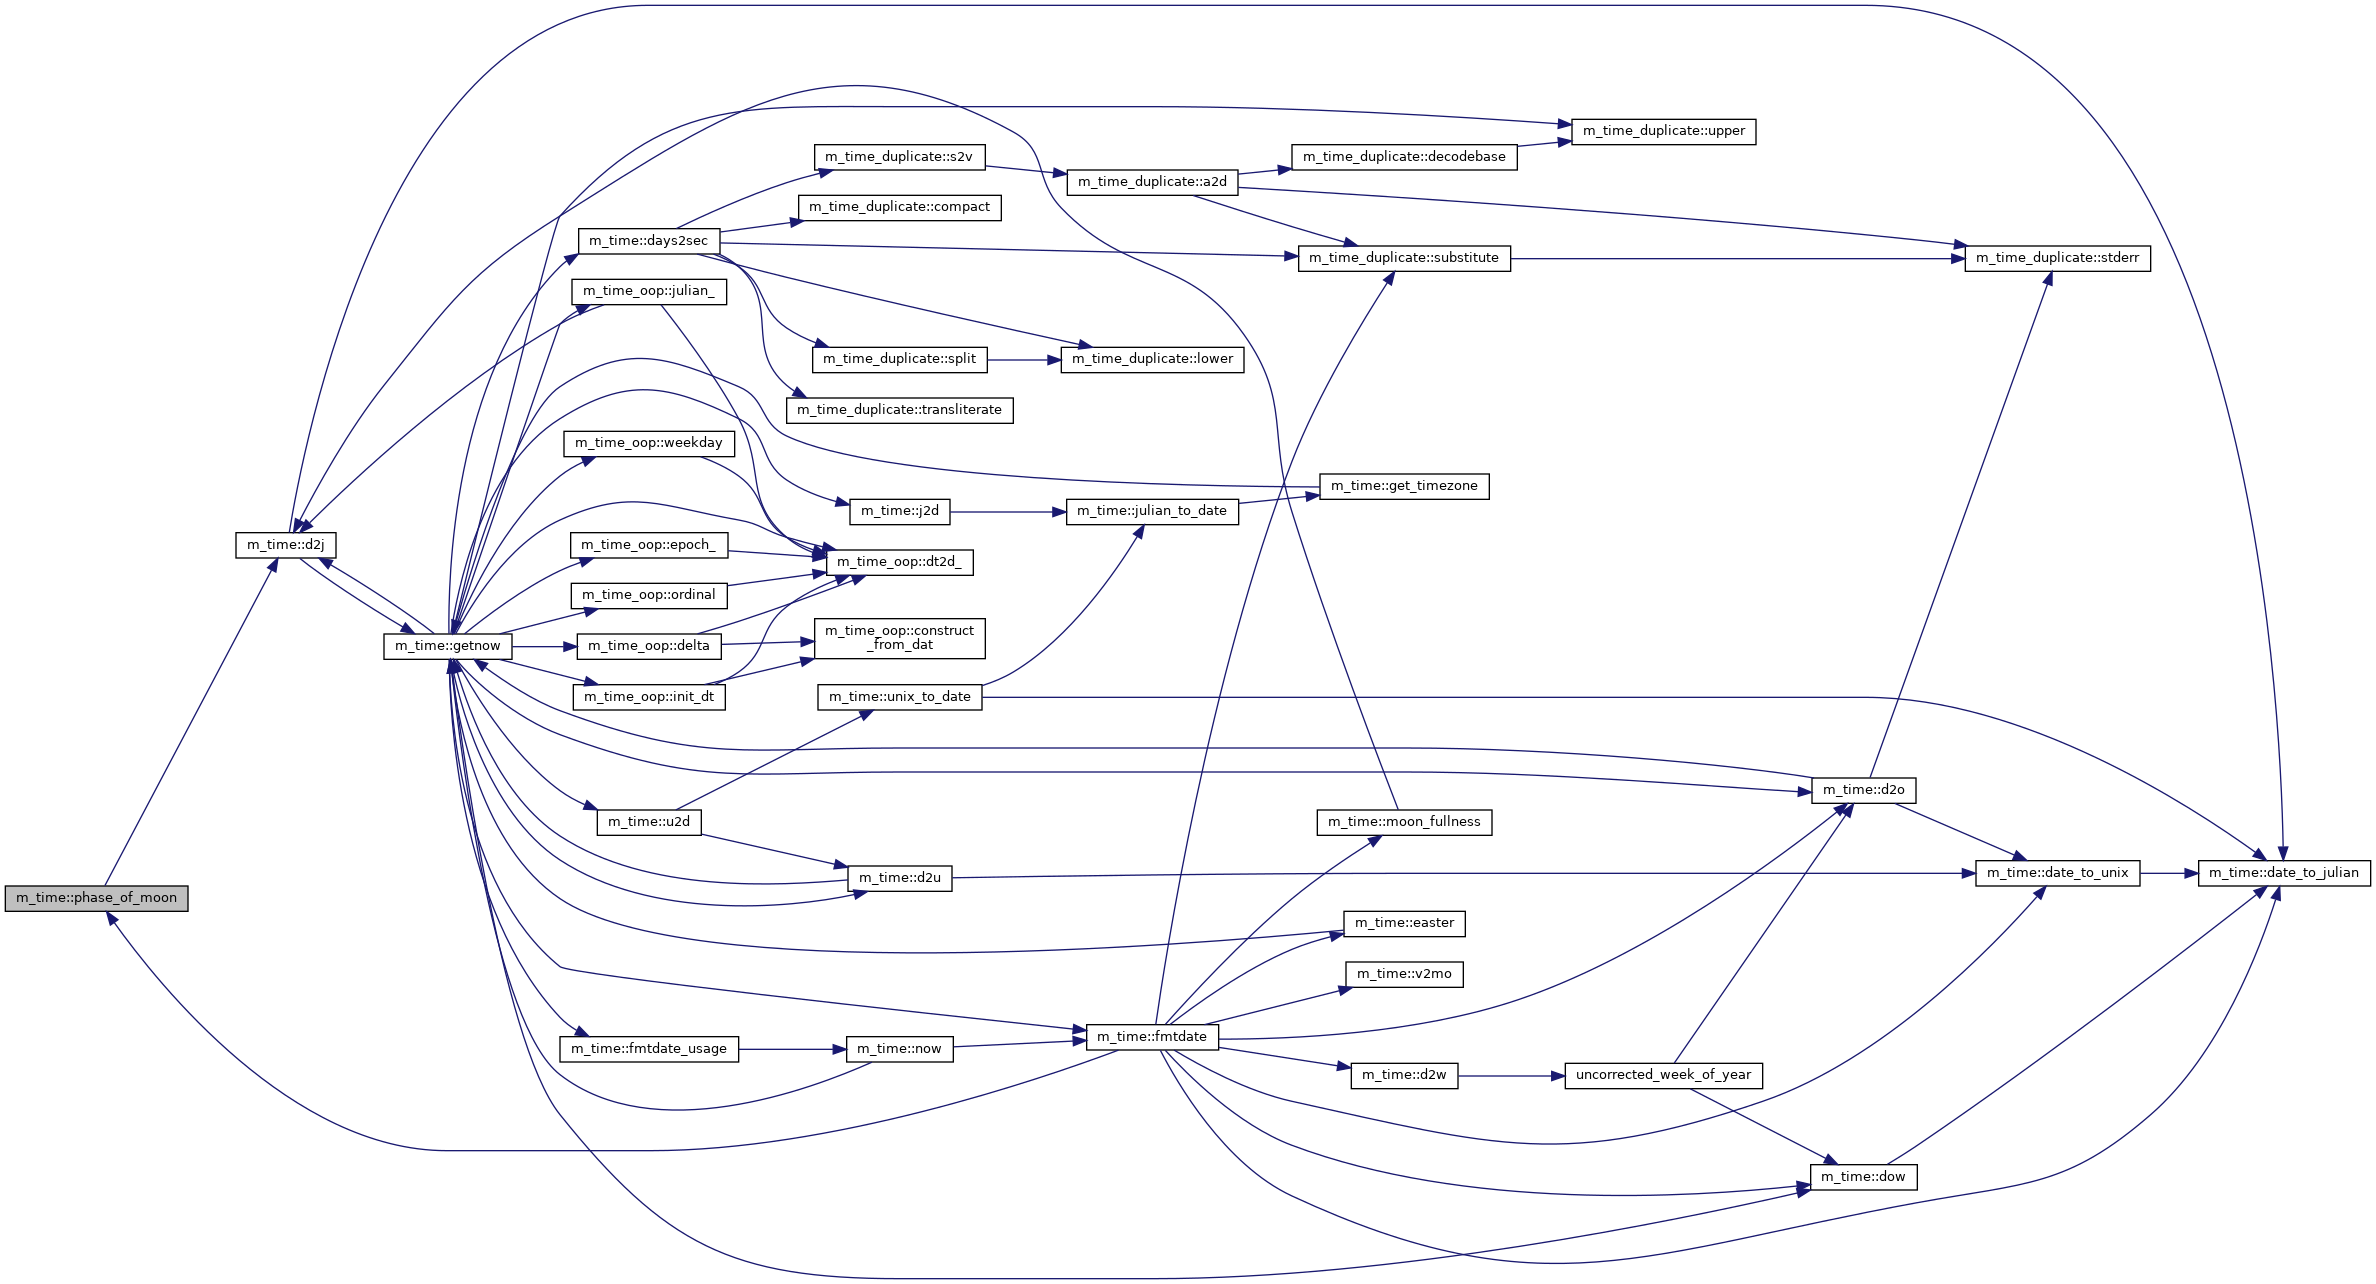 m_time_duplicate::upper
m_time_duplicate::s2v
m_time_duplicate::decodebase
m_time_duplicate::a2d
m_time_duplicate::compact
m_time::days2sec
m_time_duplicate::substitute
m_time_duplicate::stderr
m_time_oop::julian_
m_time_duplicate::split
m_time_duplicate::lower
m_time_duplicate::transliterate
m_time_oop::weekday
m_time::get_timezone
m_time::j2d
m_time::julian_to_date
m_time::d2j
m_time_oop::epoch_
m_time_oop::dt2d_
m_time_oop::ordinal
m_time_oop::construct
_from_dat
m_time::getnow
m_time_oop::delta
m_time_oop::init_dt
m_time::unix_to_date
m_time::d2o
m_time::u2d
m_time::moon_fullness
m_time::d2u
m_time::date_to_unix
m_time::date_to_julian
m_time::phase_of_moon
m_time::easter
m_time::v2mo
m_time::fmtdate
m_time::fmtdate_usage
m_time::now
m_time::d2w
uncorrected_week_of_year
m_time::dow